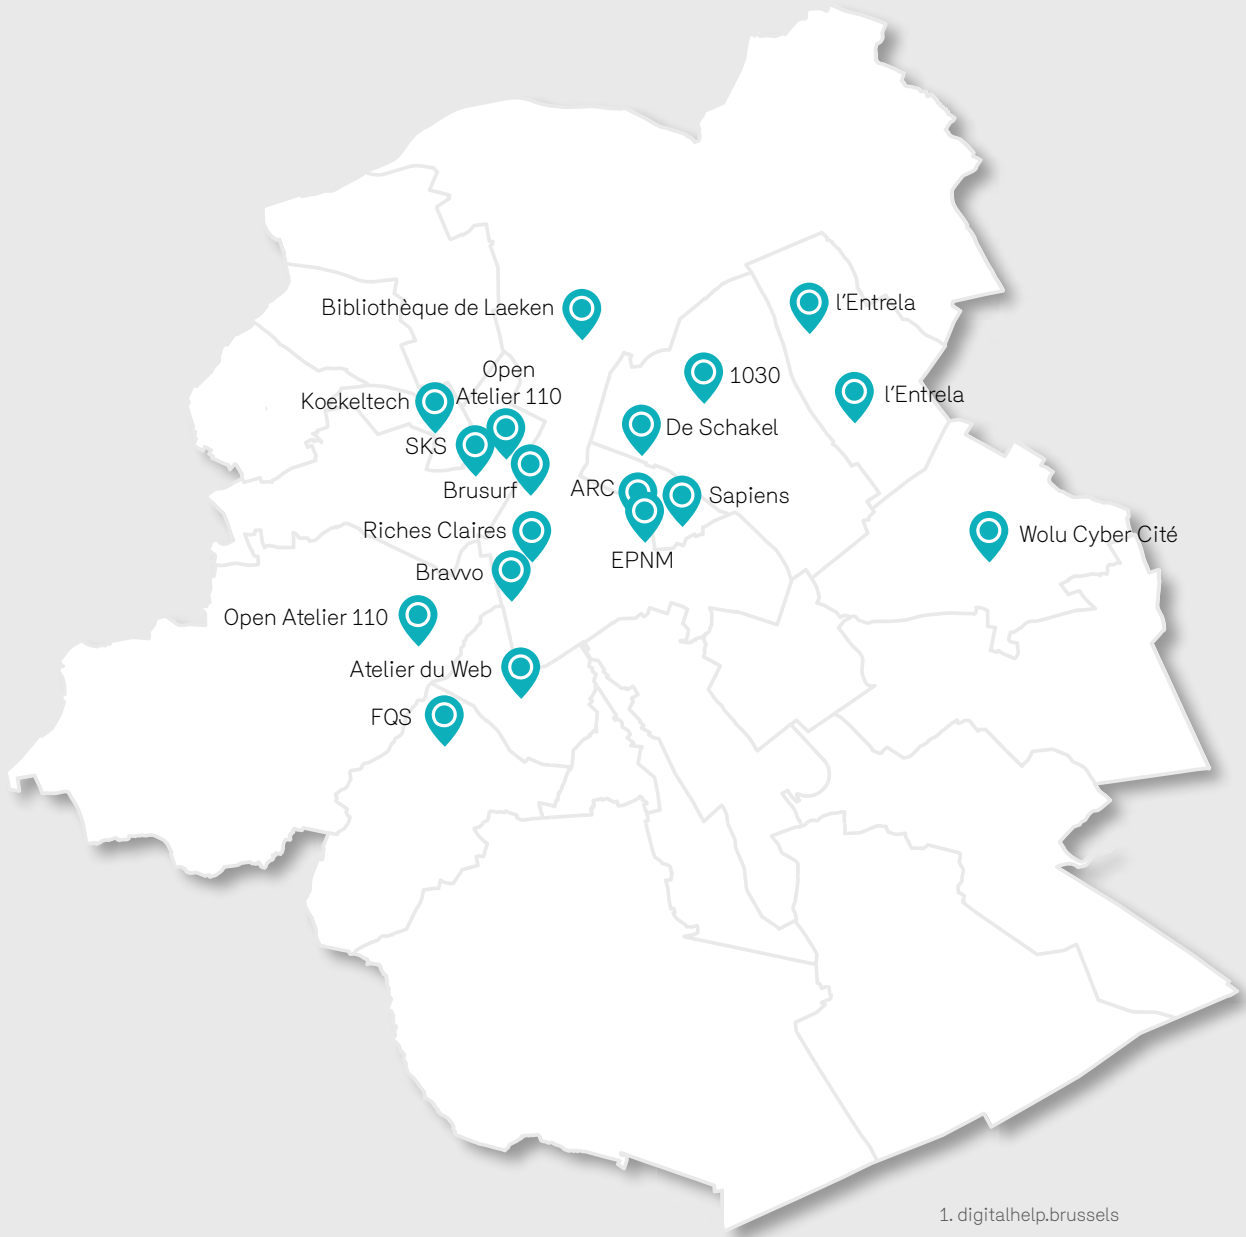 l'Entrela
Bibliothèque de Laeken
Open
Atelier 110
1030
l'Entrela
Koekeltech
De Schakel
SKS
Brusurf
ARC
Sapiens
Riches Claires
Wolu Cyber Cité
EPNM
Bravvo
Open Atelier 110
Atelier du Web
FQS
1. digitalhelp.brussels